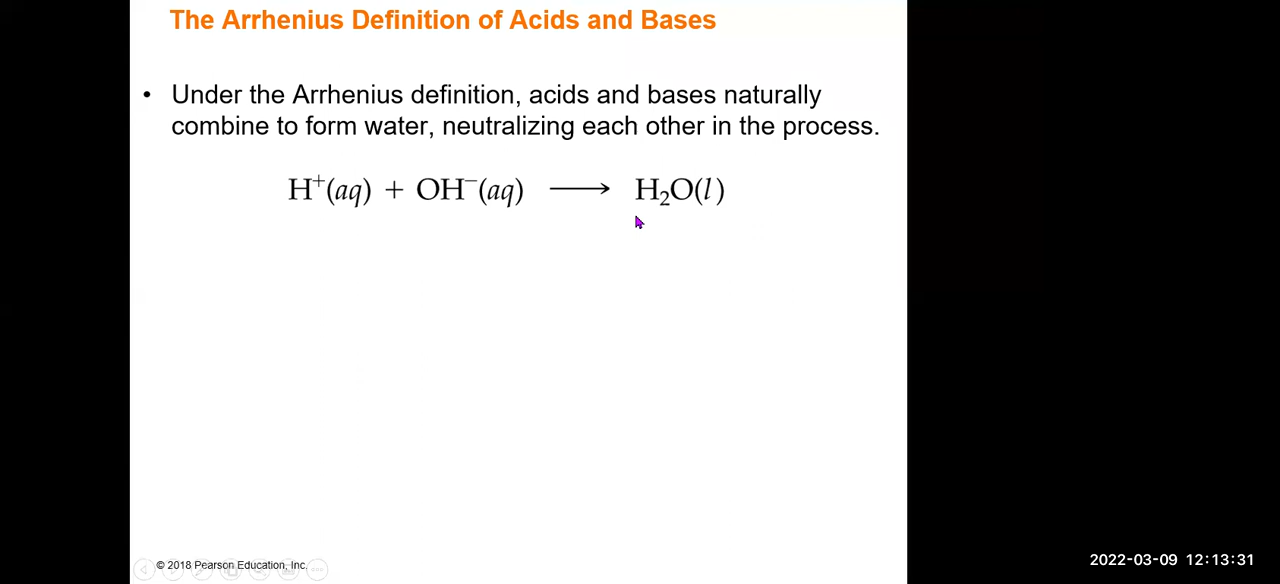 The Arrhenius Definition of Acids and Bases
• Under the Arrhenius definition, acids and bases naturally
combine to form water, neutralizing each other in the process.
H⁺(aq) + OH⁻(aq) ⟶ H₂O(l)
© 2018 Pearson Education, Inc.
2022-03-09 12:13:31